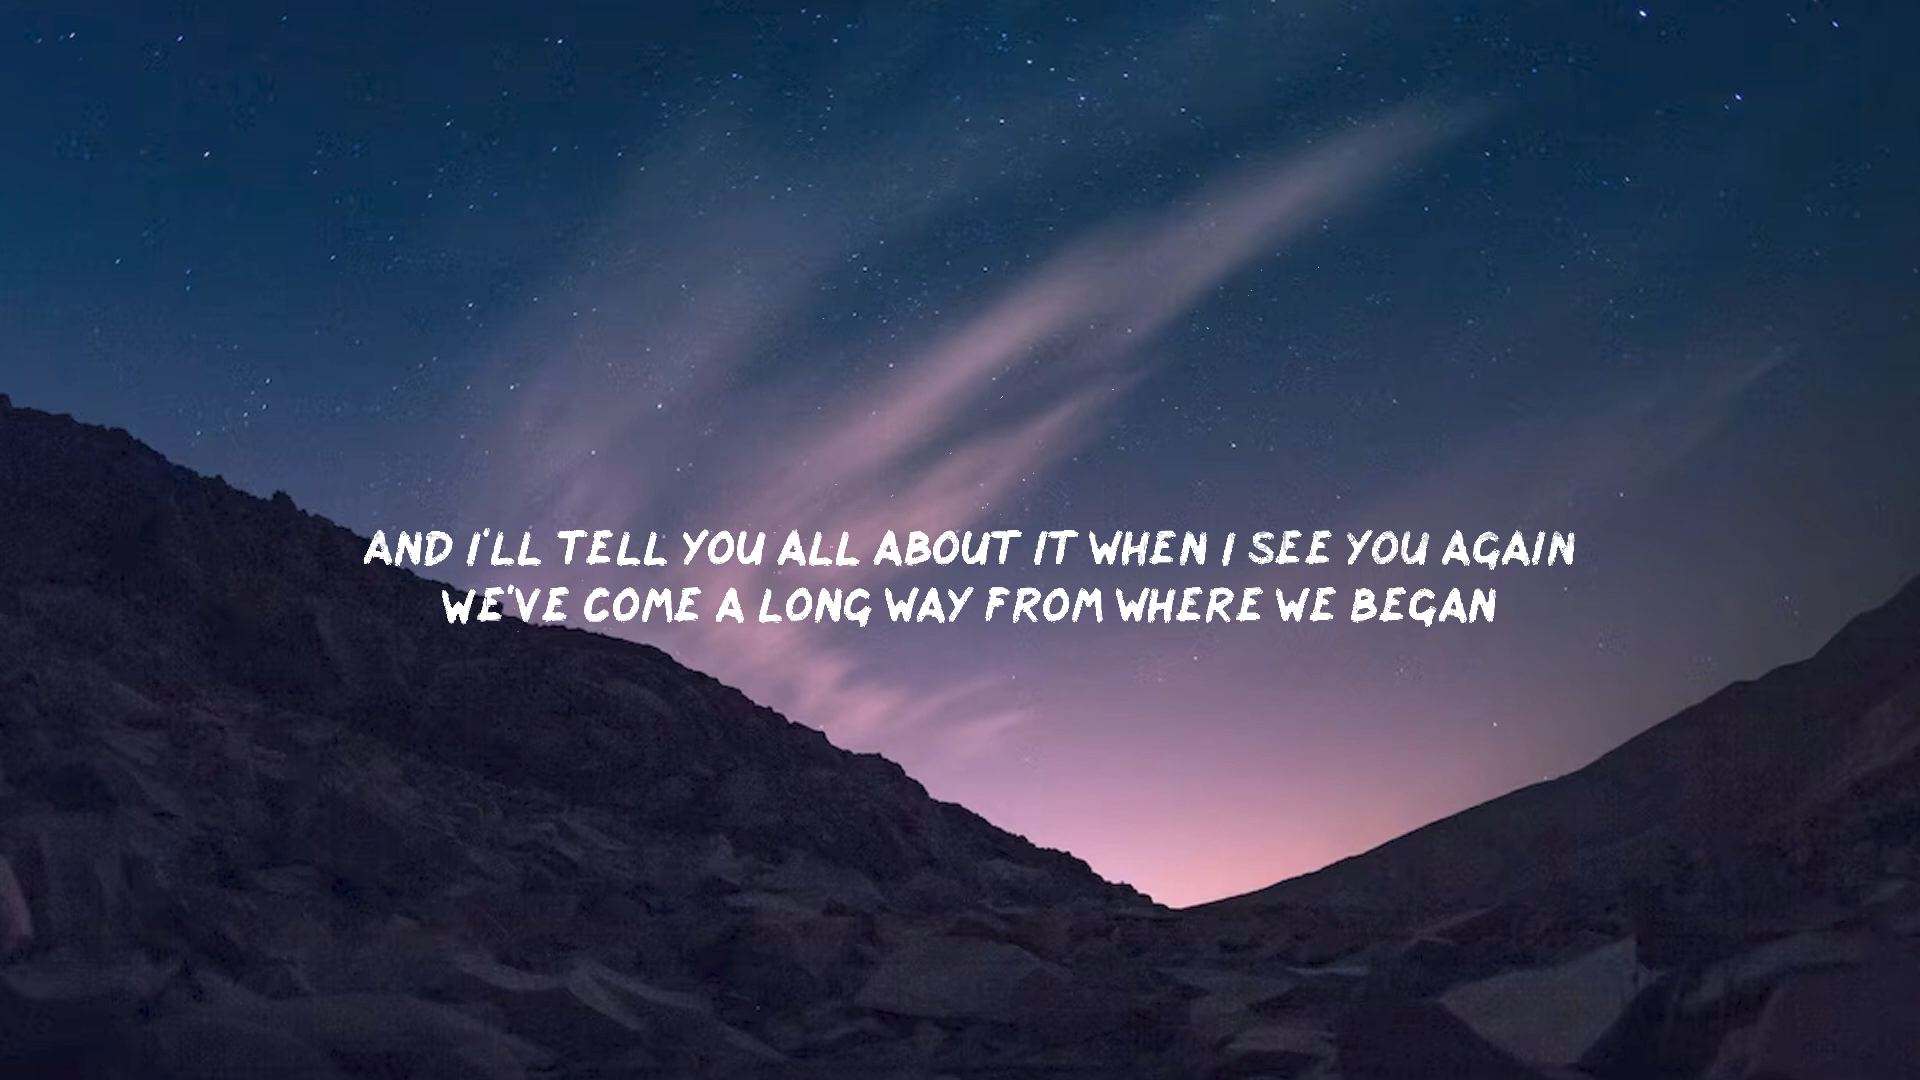 AND I'LL TELL YOU ALL ABOUT IT WHEN I SEE YOU AGAIN
WE'VE COME A LONG WAY FROM WHERE WE BEGAN